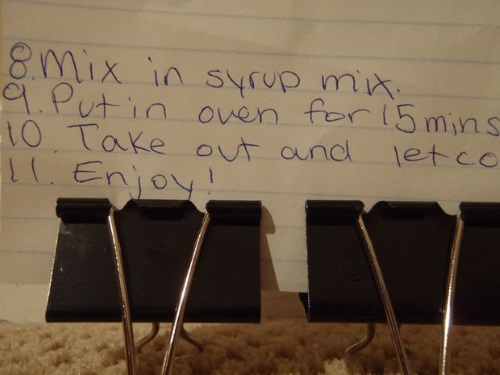 8. Mix in syrup mix.
9. Put in oven for 15 mins
10. Take out and let co
11. Enjoy!